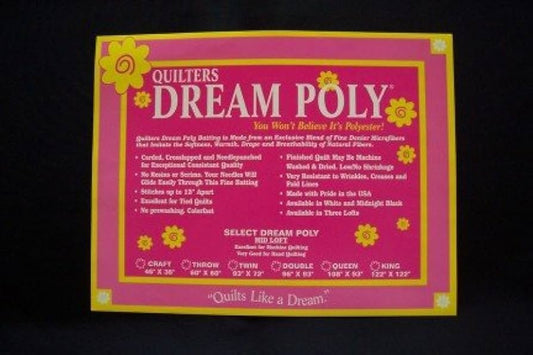 QUILTERS
DREAM POLY®
You Won't Believe It's Polyester!
Quilters Dream Poly Batting is Made from an Exclusive Blend of Fine Denier Microfibers
that Imitate the Softness, Warmth, Drape and Breathability of Natural Fibers.
• Carded, Crosslapped and Needlepunched
for Exceptional Consistent Quality
• No Resins or Scrims. Your Needles Will
Glide Easily Through This Fine Batting
• Stitches up to 12" Apart
• Excellent for Tied Quilts
• No prewashing, Colorfast
• Finished Quilt May Be Machine
Washed & Dried. Low/No Shrinkage
• Very Resistant to Wrinkles, Creases and
Fold Lines
• Made with Pride in the USA
• Available in White and Midnight Black
• Available in Three Lofts
SELECT DREAM POLY
MID LOFT
Excellent for Machine Quilting
Very Good for Hand Quilting
CRAFT
46" X 36"
THROW
60" X 60"
TWIN
93" X 72"
DOUBLE
96" X 93"
QUEEN
108" X 93"
KING
122" X 122"
"Quilts Like a Dream."